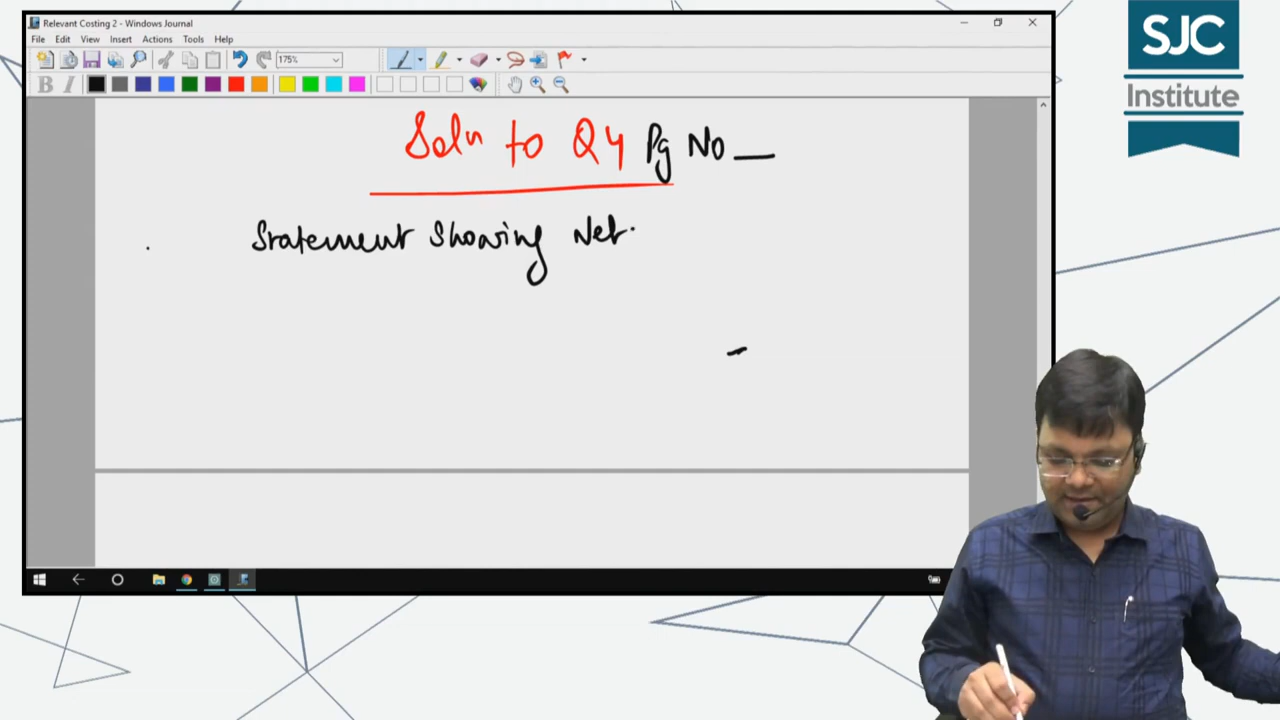 Relevant Costing 2 - Windows Journal
File Edit View Insert Actions Tools Help
175%
B I
Soln to Q4 Pg No __
Statement Showing Net
SJC
Institute